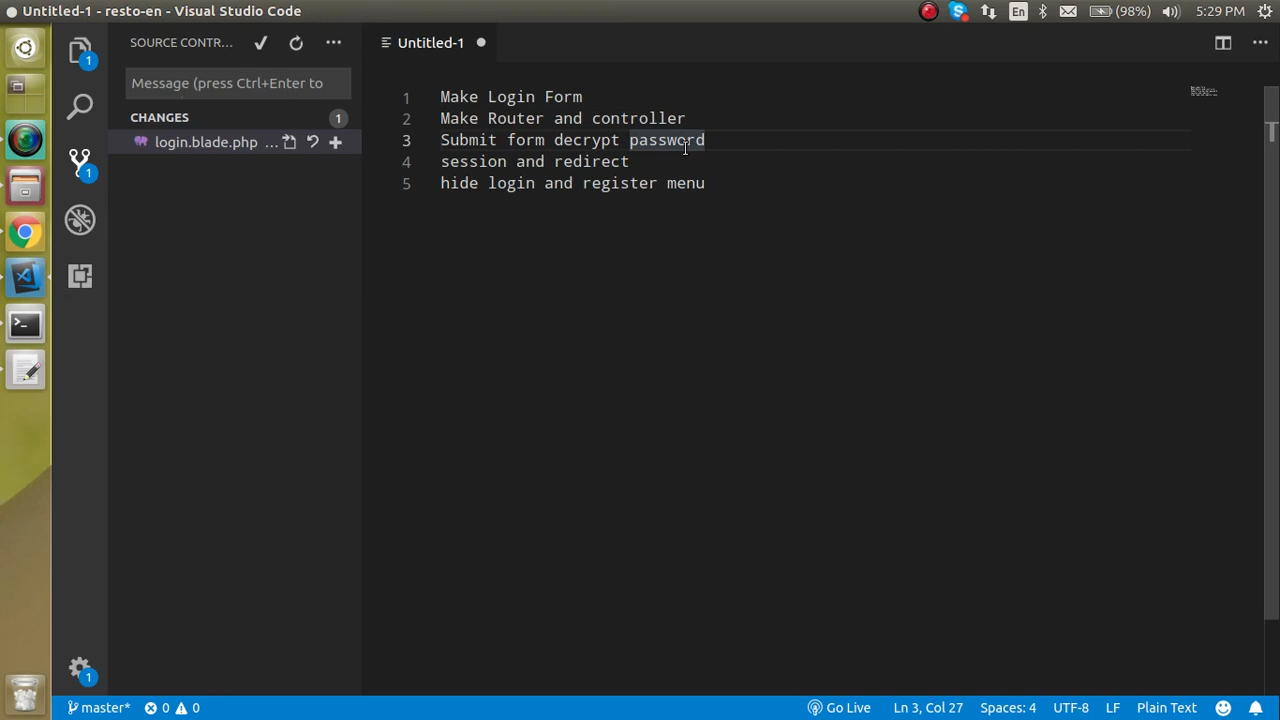 Untitled-1 - resto-en - Visual Studio Code
En
(98%)
5:29 PM
1
SOURCE CONTR...
Untitled-1
Message (press Ctrl+Enter to
CHANGES
1
login.blade.php ...
1
1 Make Login Form
2 Make Router and controller
3 Submit form decrypt password
4 session and redirect
5 hide login and register menu
1
master*
0
0
Go Live
Ln 3, Col 27
Spaces: 4
UTF-8
LF
Plain Text